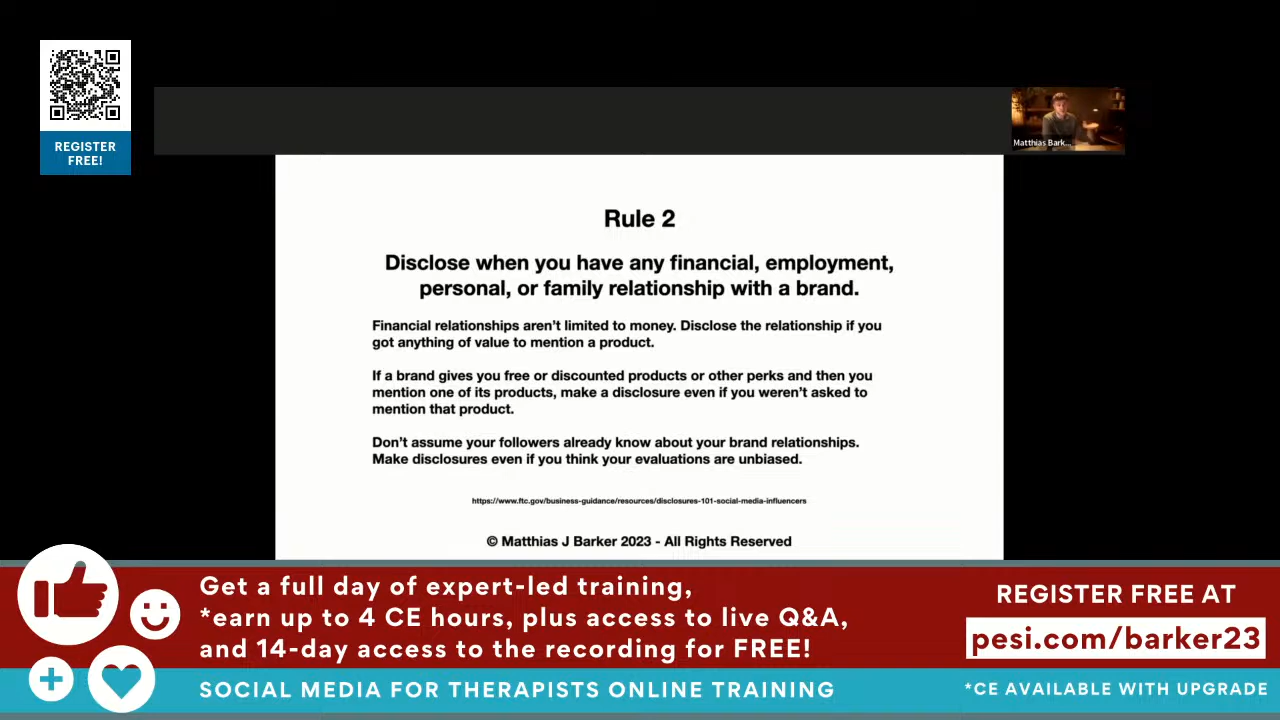 REGISTER
FREE!
Matthias Bark...
Rule 2
Disclose when you have any financial, employment,
personal, or family relationship with a brand.
Financial relationships aren't limited to money. Disclose the relationship if you
got anything of value to mention a product.
If a brand gives you free or discounted products or other perks and then you
mention one of its products, make a disclosure even if you weren't asked to
mention that product.
Don't assume your followers already know about your brand relationships.
Make disclosures even if you think your evaluations are unbiased.
https://www.ftc.gov/business-guidance/resources/disclosures-101-social-media-influencers
© Matthias J Barker 2023 - All Rights Reserved
Get a full day of expert-led training,
*earn up to 4 CE hours, plus access to live Q&A,
and 14-day access to the recording for FREE!
REGISTER FREE AT
pesi.com/barker23
SOCIAL MEDIA FOR THERAPISTS ONLINE TRAINING
*CE AVAILABLE WITH UPGRADE